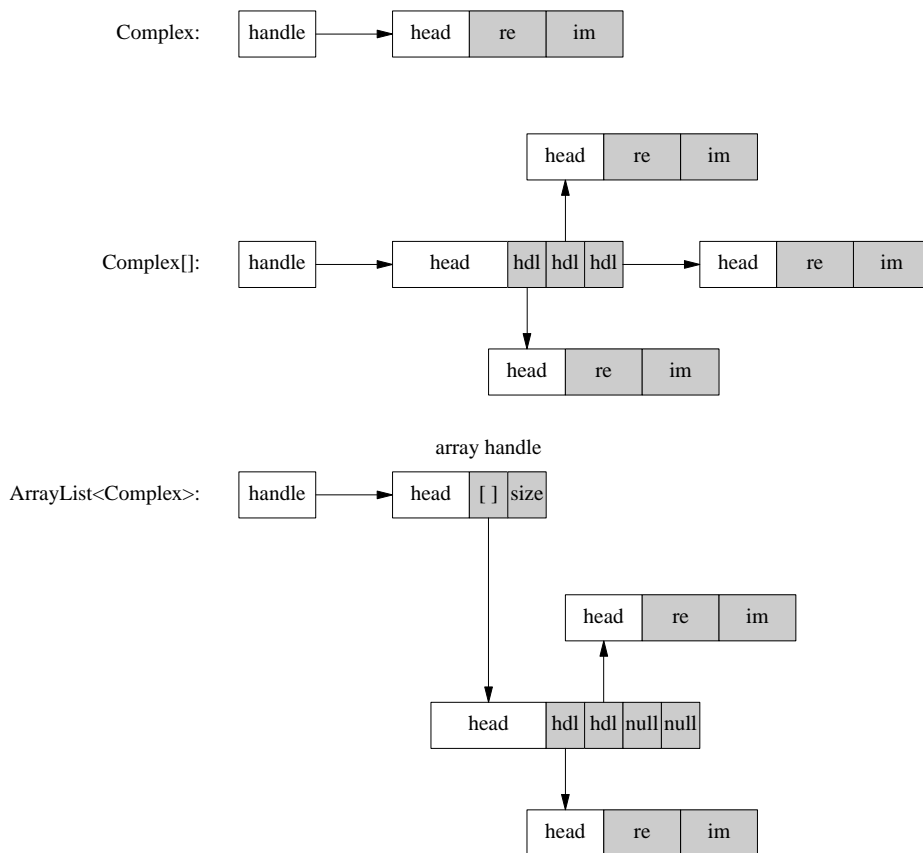 Complex: handle head re im
head re im
Complex[]: handle head hdl hdl hdl head re im
head re im
array handle
ArrayList<Complex>: handle head [ ] size
head re im
head hdl hdl null null
head re im